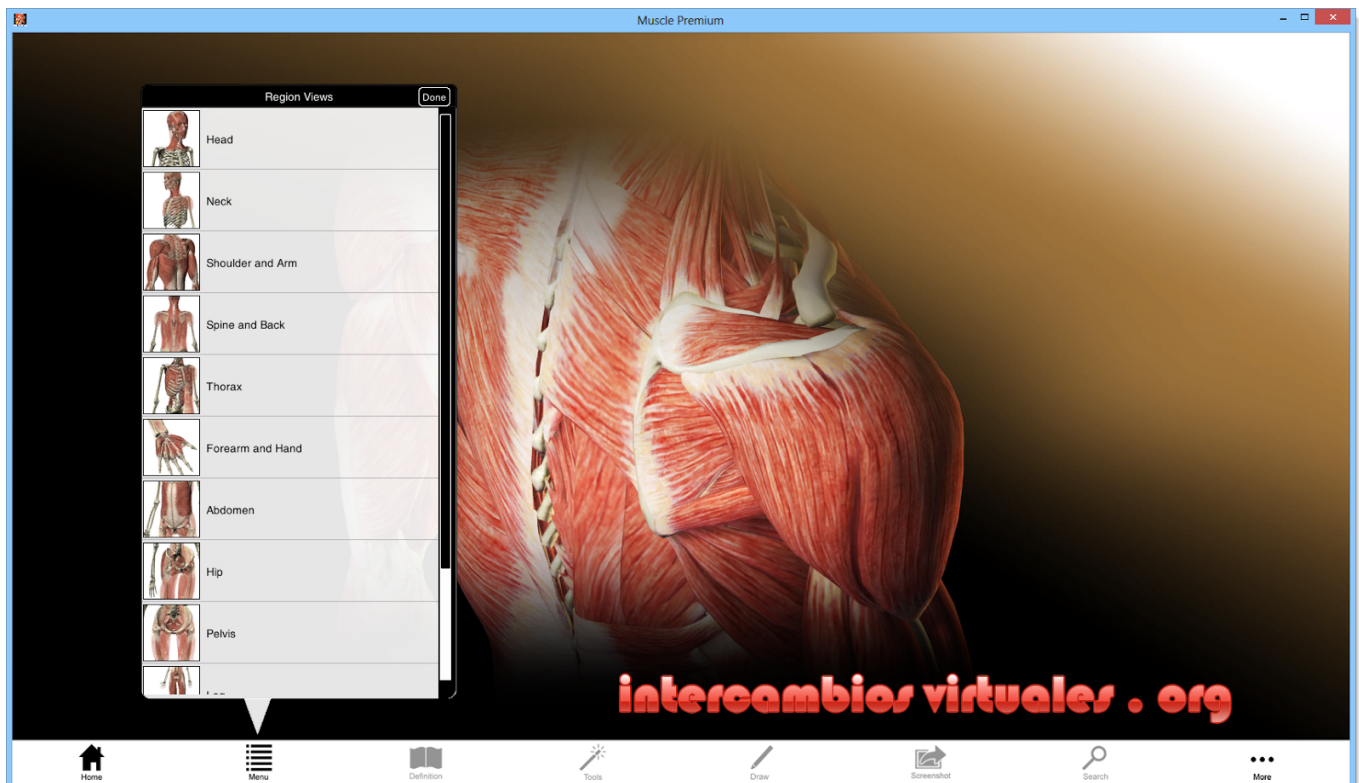 Muscle Premium
Region Views
Done
Head
Neck
Shoulder and Arm
Spine and Back
Thorax
Forearm and Hand
Abdomen
Hip
Pelvis
intercambios virtuales . org
Home
Menu
Definition
Tools
Draw
Screenshot
Search
More